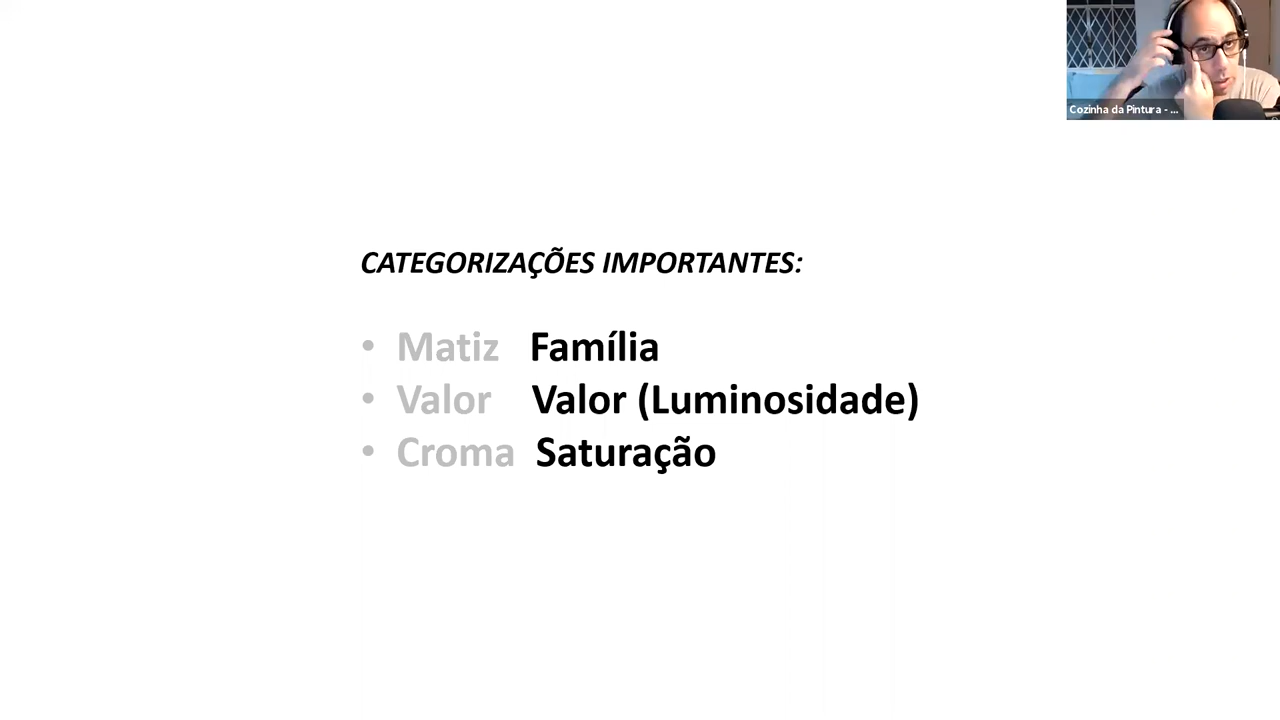 Cozinha da Pintura - ...
CATEGORIZAÇÕES IMPORTANTES:
• Matiz Família
• Valor Valor (Luminosidade)
• Croma Saturação